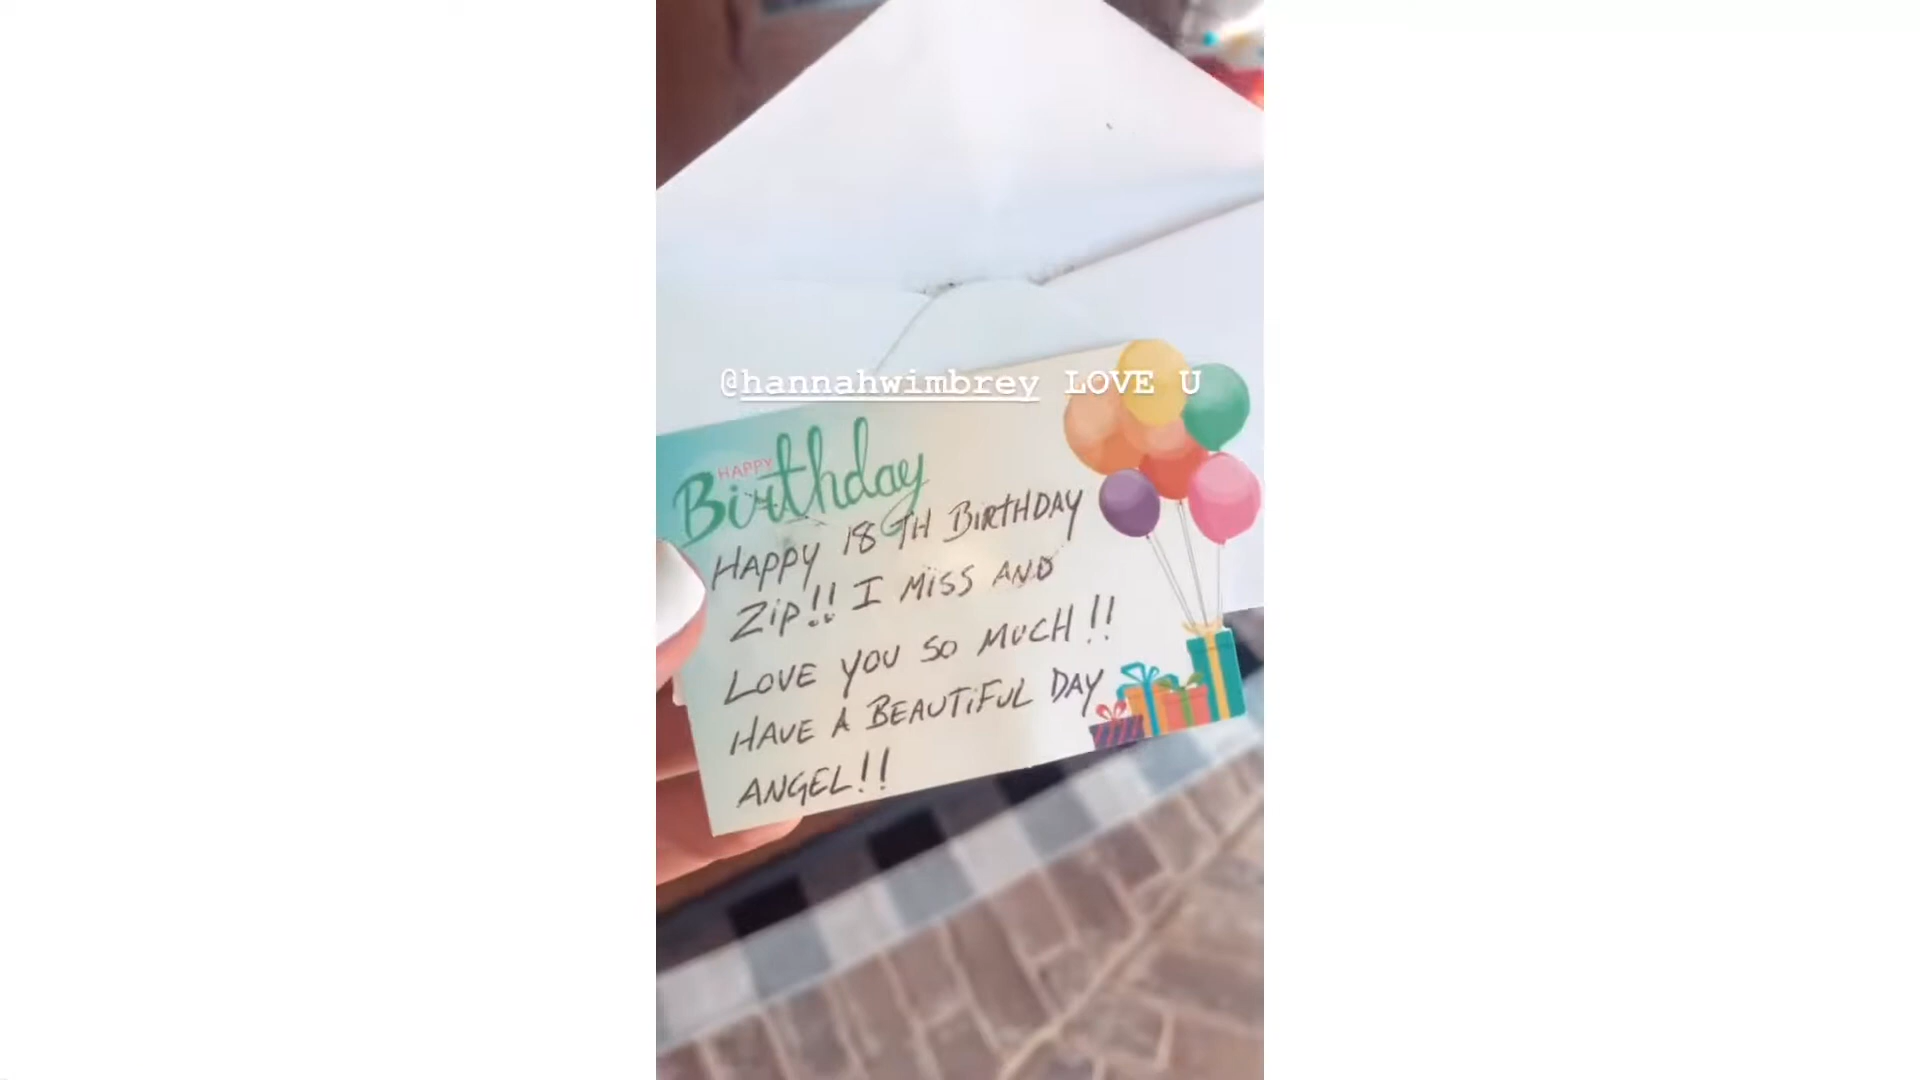 @hannahwimbrey LOVE U
HAPPY
Birthday
HAPPY 18TH BIRTHDAY
ZiP!! I MISS AND
LOVE YOU SO MUCH!!
HAVE A BEAUTIFUL DAY
ANGEL!!